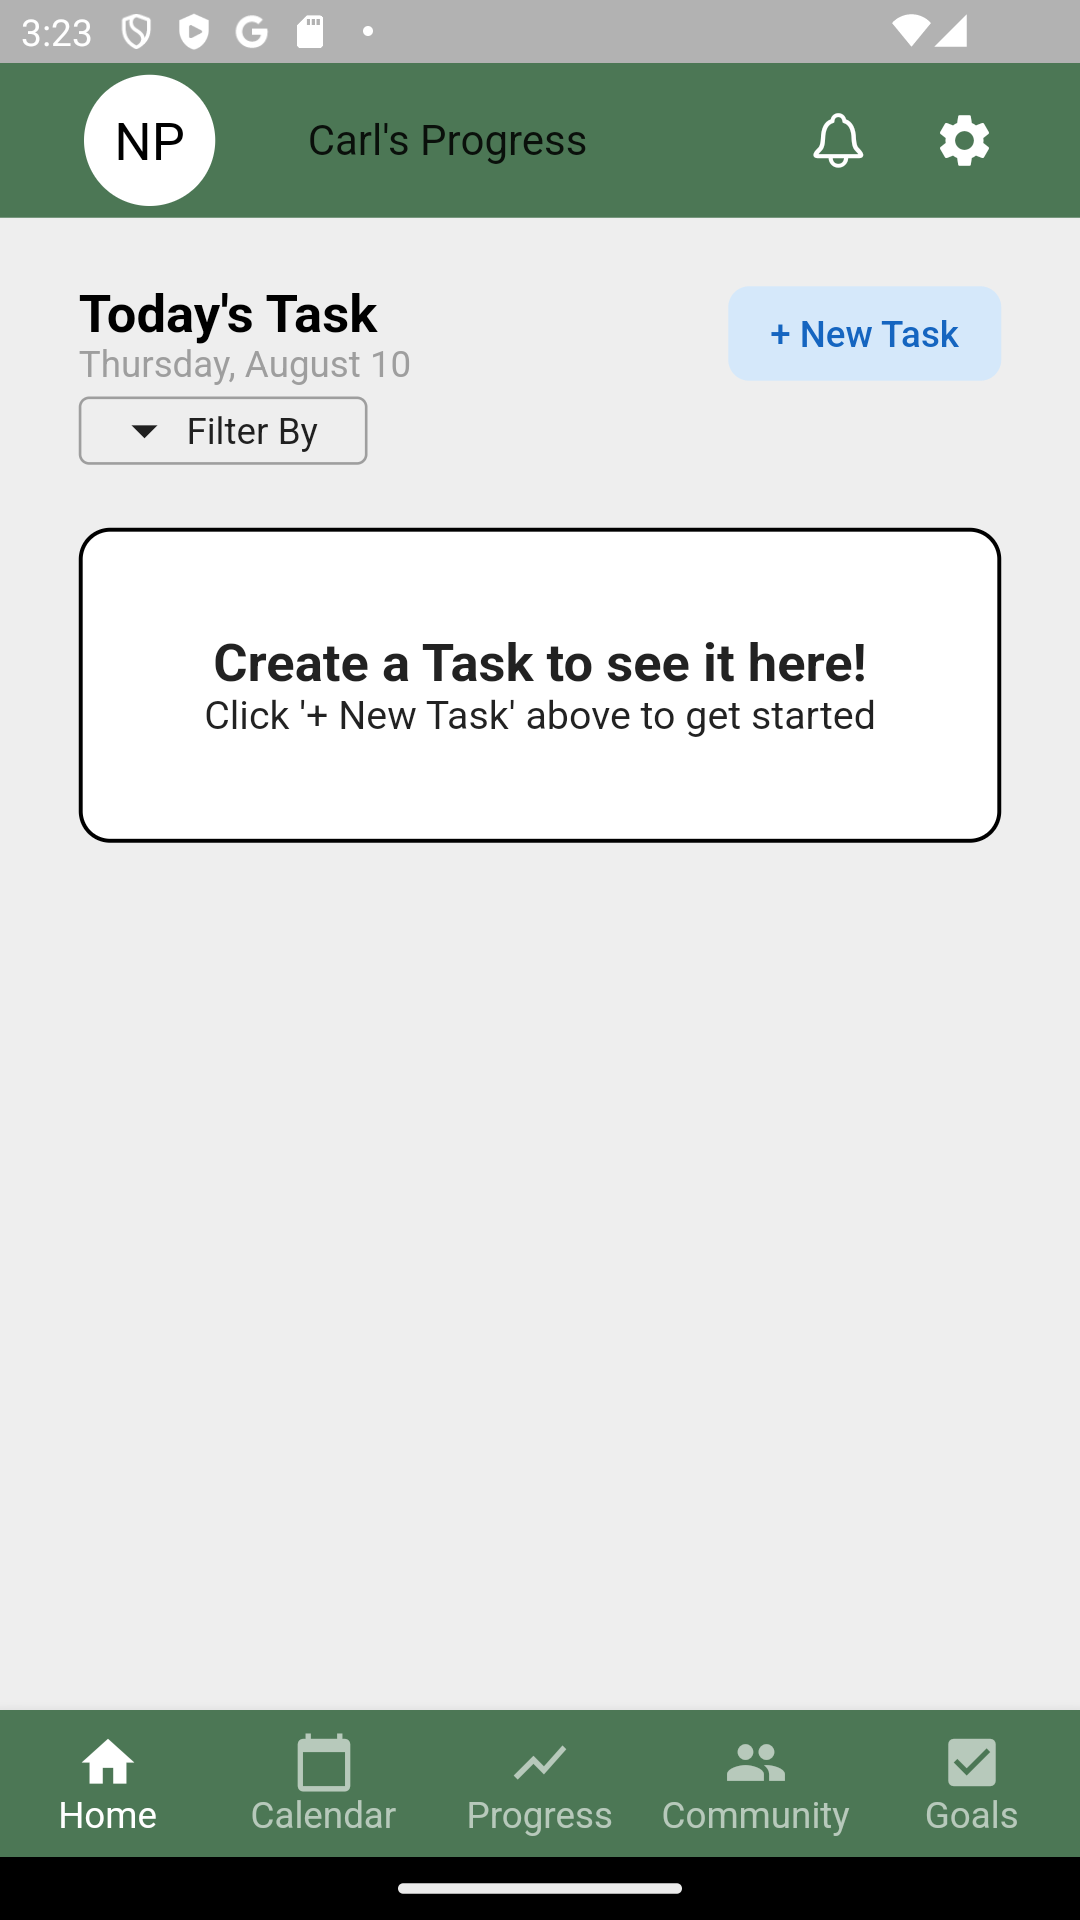 3:23
NP
Carl's Progress
Today's Task
+ New Task
Thursday, August 10
Filter By
Create a Task to see it here!
Click '+ New Task' above to get started
Home
Calendar
Progress
Community
Goals